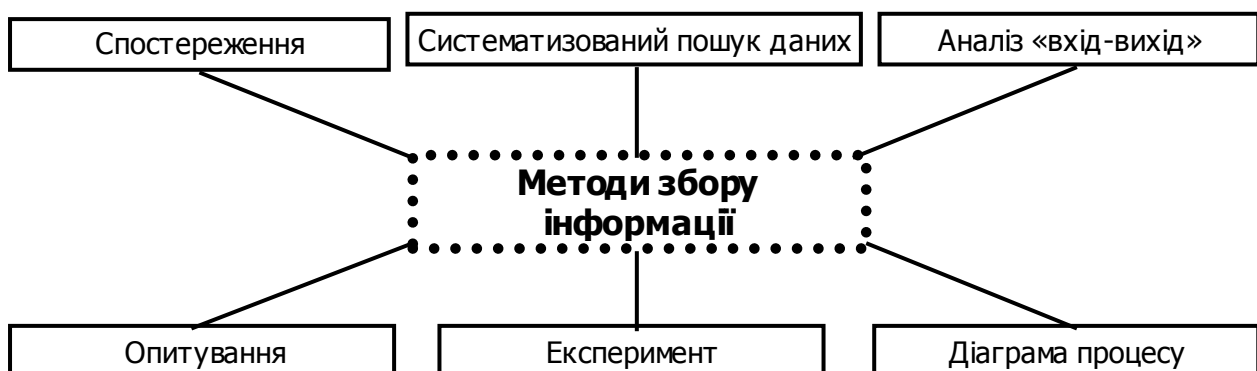 Спостереження
Систематизований пошук даних
Аналіз «вхід-вихід»
Методи збору
інформації
Опитування
Експеримент
Діаграма процесу